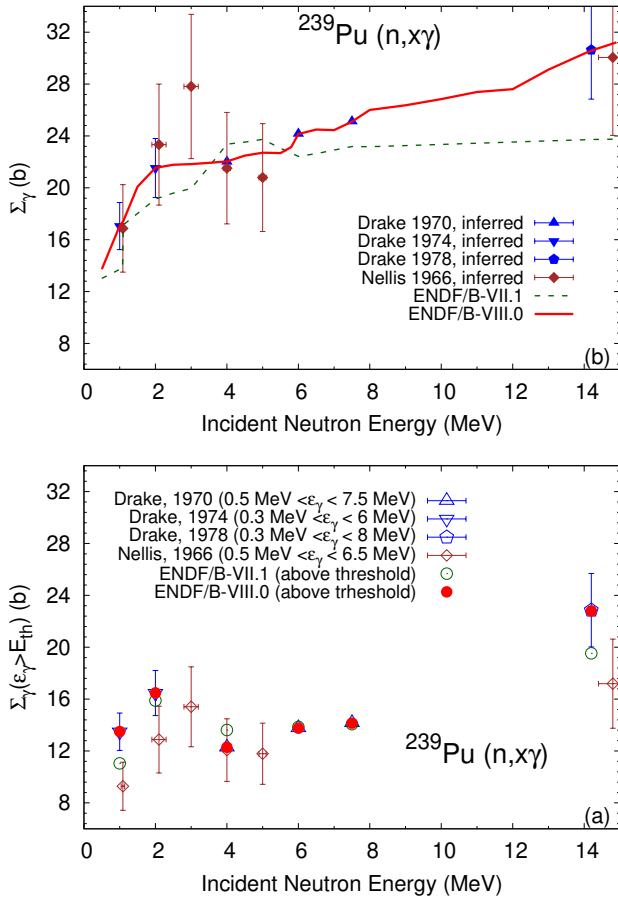 ²³⁹Pu (n,xγ)
32
28
24
20
16
12
8
Σγ (b)
Drake 1970, inferred
Drake 1974, inferred
Drake 1978, inferred
Nellis 1966, inferred
ENDF/B-VII.1
ENDF/B-VIII.0
(b)
0 2 4 6 8 10 12 14
Incident Neutron Energy (MeV)
32
28
24
20
16
12
8
Σγ(εγ>Eth) (b)
Drake, 1970 (0.5 MeV <εγ < 7.5 MeV)
Drake, 1974 (0.3 MeV <εγ < 6 MeV)
Drake, 1978 (0.3 MeV <εγ < 8 MeV)
Nellis, 1966 (0.5 MeV <εγ < 6.5 MeV)
ENDF/B-VII.1 (above threshold)
ENDF/B-VIII.0 (above trheshold)
²³⁹Pu (n,xγ)
(a)
0 2 4 6 8 10 12 14
Incident Neutron Energy (MeV)